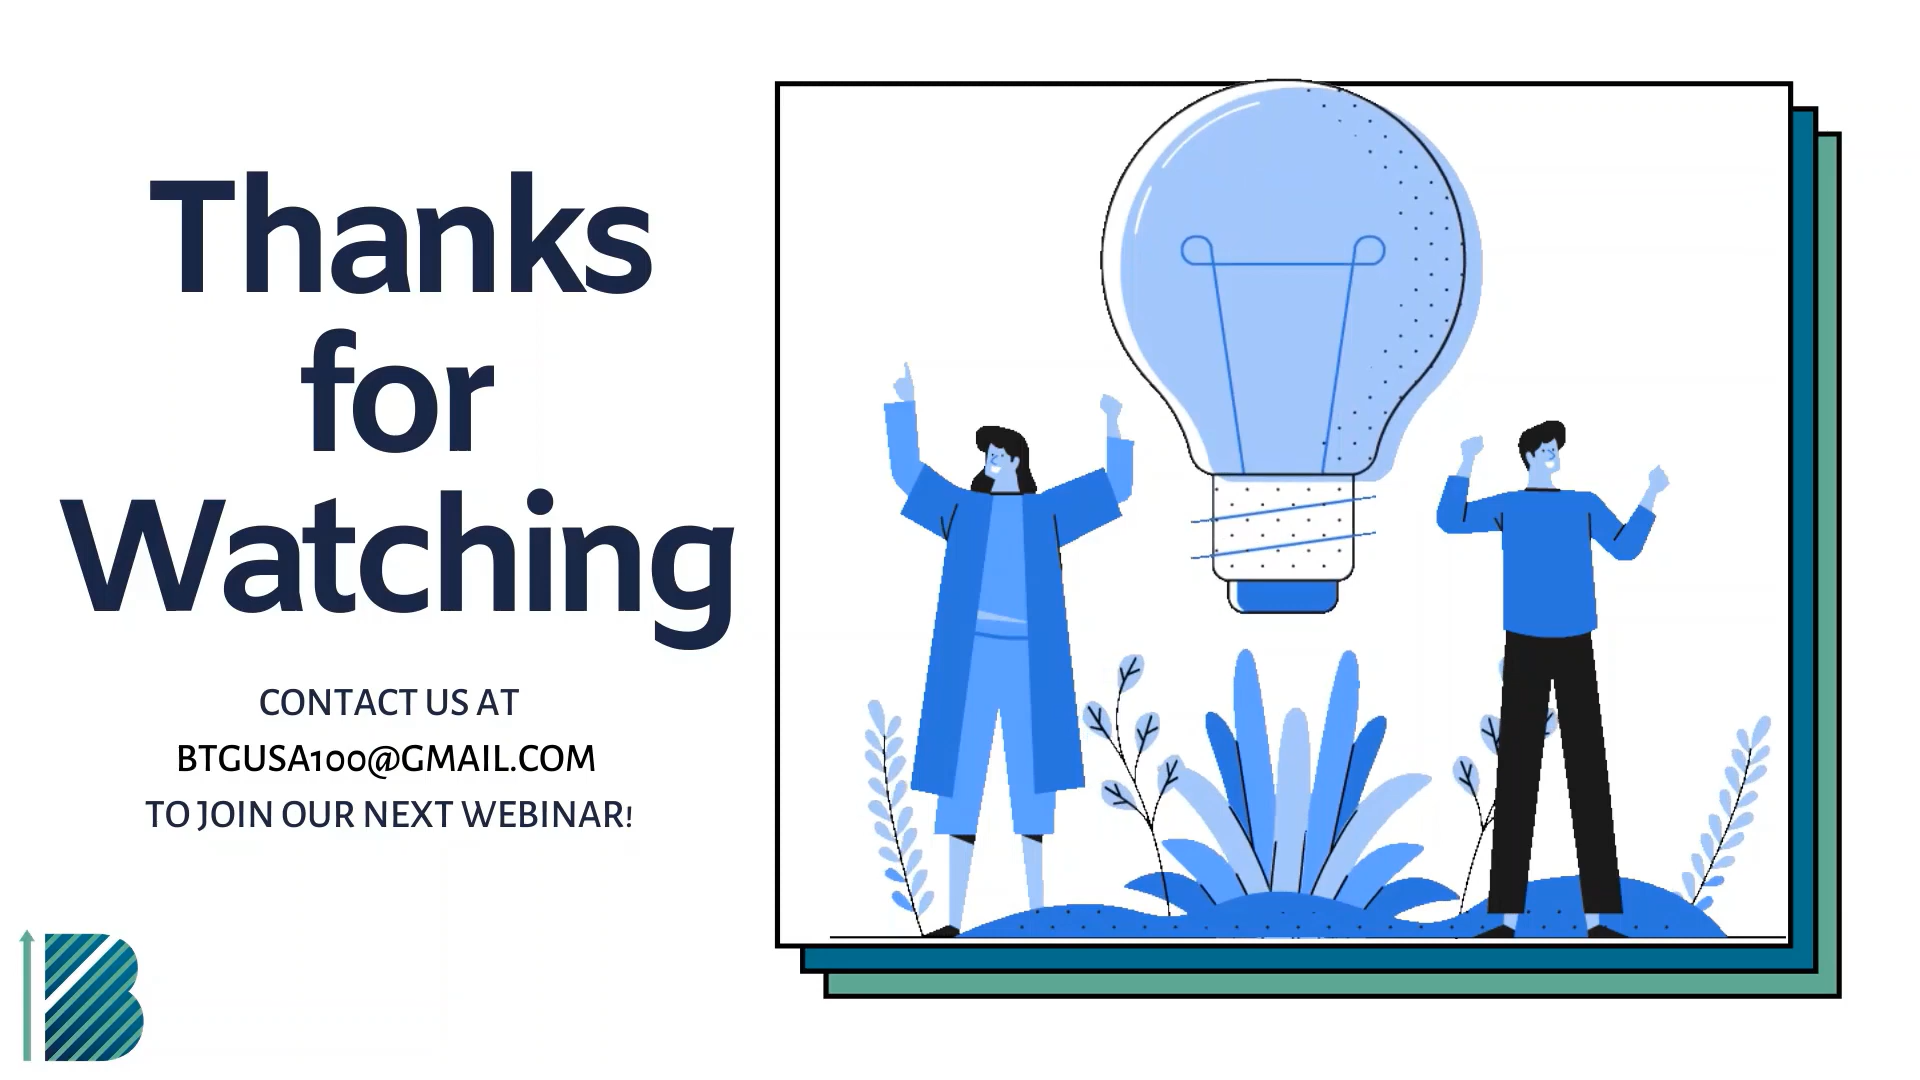 Thanks
for
Watching
CONTACT US AT
BTGUSA100@GMAIL.COM
TO JOIN OUR NEXT WEBINAR!
B